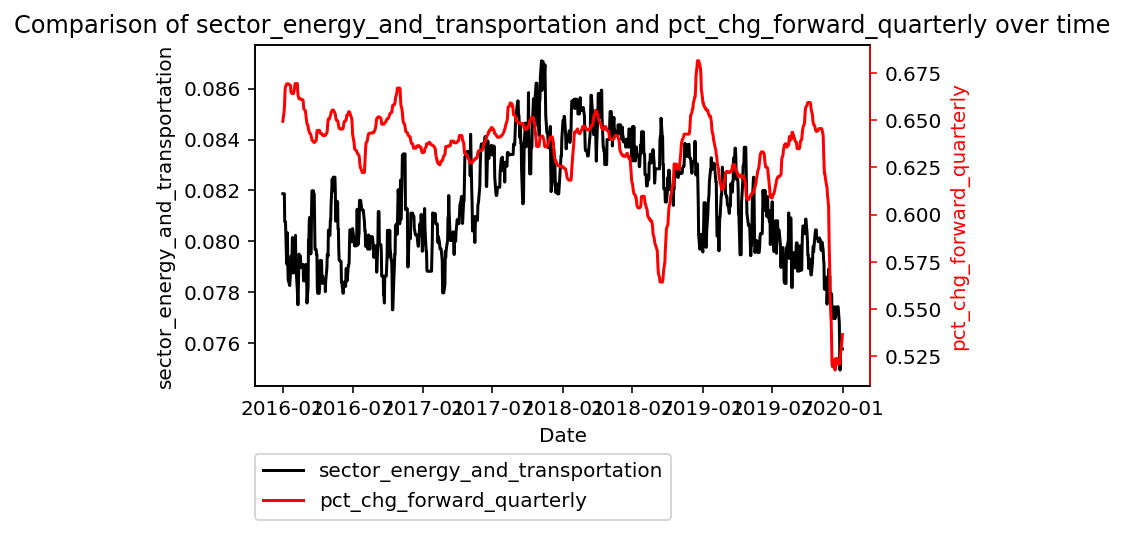 Comparison of sector_energy_and_transportation and pct_chg_forward_quarterly over time
sector_energy_and_transportation
0.086
0.084
0.082
0.080
0.078
0.076
0.675
0.650
0.625
0.600
0.575
0.550
0.525
pct_chg_forward_quarterly
2016-01 2016-07 2017-01 2017-07 2018-01 2018-07 2019-01 2019-07 2020-01
Date
sector_energy_and_transportation
pct_chg_forward_quarterly